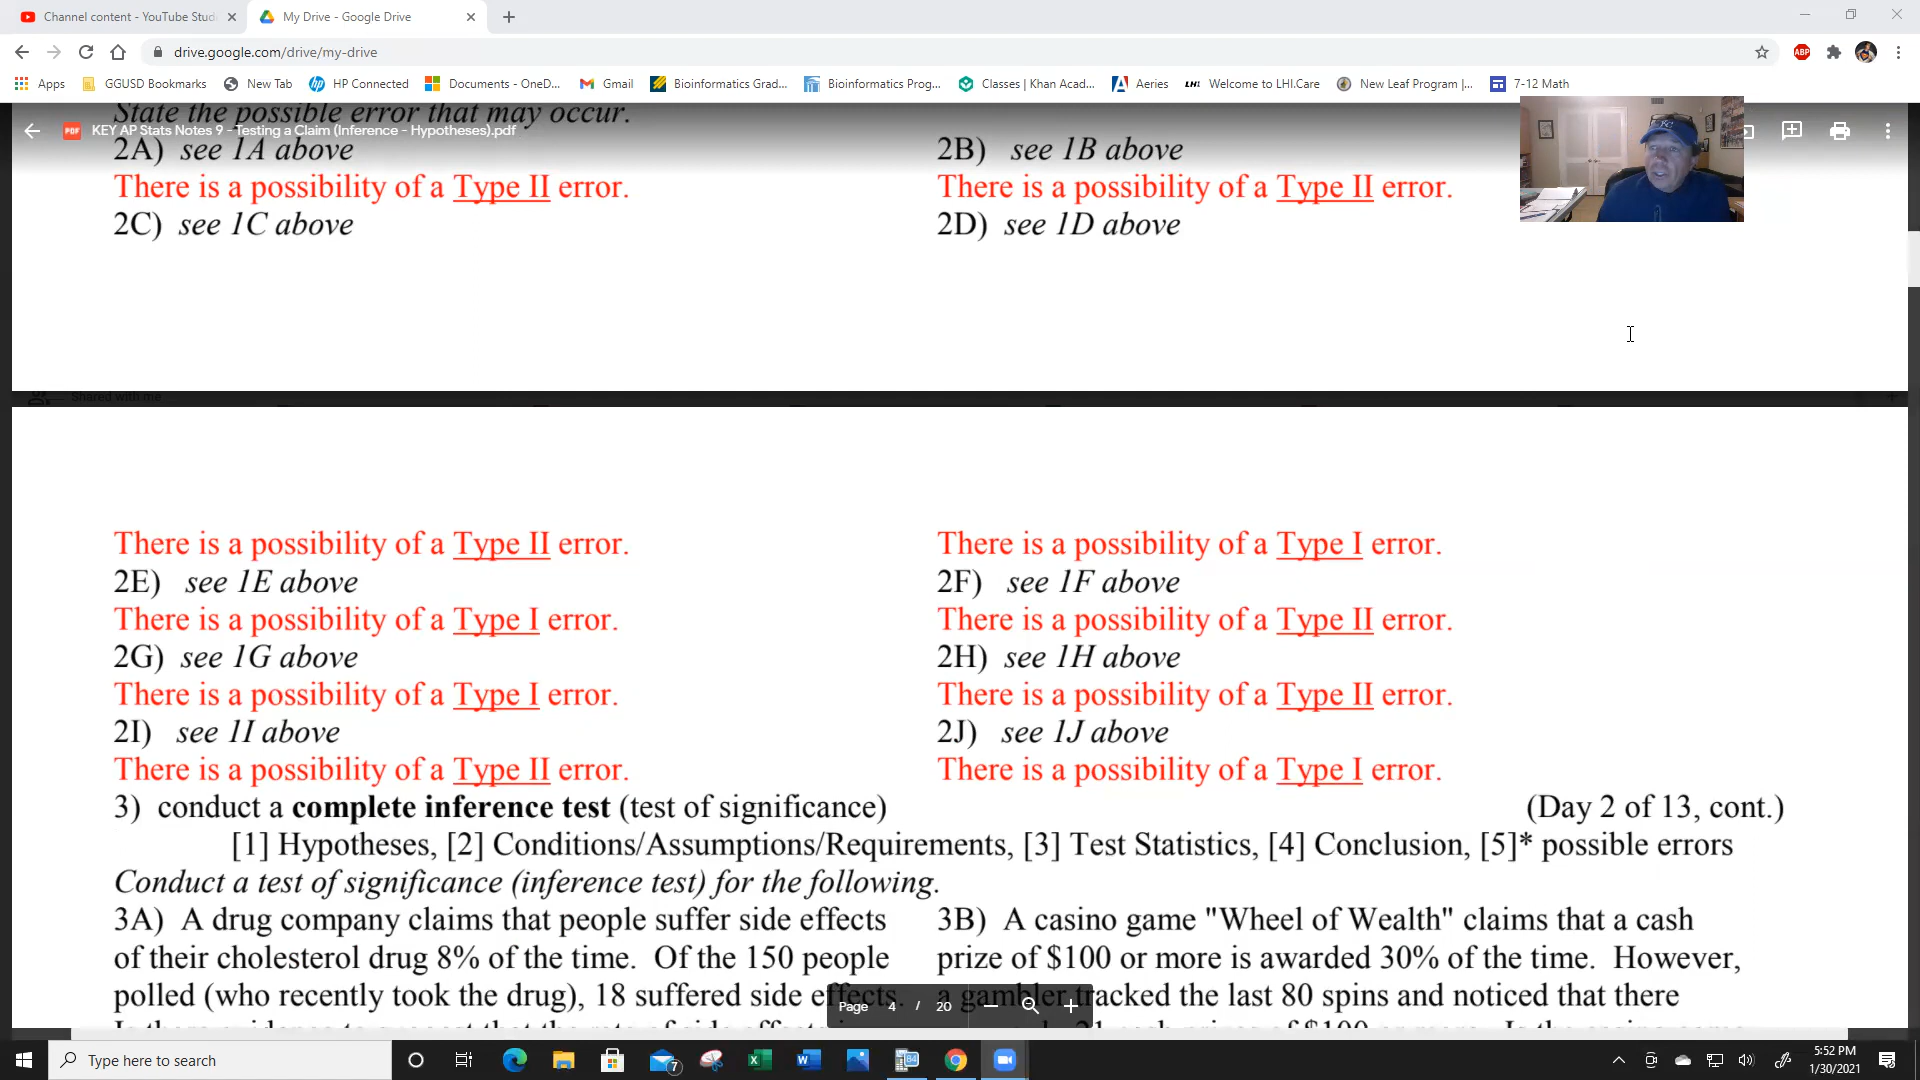 Channel content - YouTube Stud
My Drive - Google Drive
drive.google.com/drive/my-drive
ABP
Apps
GGUSD Bookmarks
New Tab
HP Connected
Documents - OneD...
Gmail
Bioinformatics Grad...
Bioinformatics Prog...
Classes | Khan Acad...
Aeries
LHI
Welcome to LHI.Care
New Leaf Program |...
7-12 Math
State the possible error that may occur.
PDF
KEY AP Stats Notes 9 - Testing a Claim (Inference - Hypotheses).pdf
2A) see 1A above
2B) see 1B above
There is a possibility of a Type II error.
There is a possibility of a Type II error.
2C) see 1C above
2D) see 1D above
Shared with me
There is a possibility of a Type II error.
There is a possibility of a Type I error.
2E) see 1E above
2F) see 1F above
There is a possibility of a Type I error.
There is a possibility of a Type II error.
2G) see 1G above
2H) see 1H above
There is a possibility of a Type I error.
There is a possibility of a Type II error.
2I) see 1I above
2J) see 1J above
There is a possibility of a Type II error.
There is a possibility of a Type I error.
3) conduct a complete inference test (test of significance)
(Day 2 of 13, cont.)
[1] Hypotheses, [2] Conditions/Assumptions/Requirements, [3] Test Statistics, [4] Conclusion, [5]* possible errors
Conduct a test of significance (inference test) for the following.
3A) A drug company claims that people suffer side effects
3B) A casino game "Wheel of Wealth" claims that a cash
of their cholesterol drug 8% of the time. Of the 150 people
prize of $100 or more is awarded 30% of the time. However,
polled (who recently took the drug), 18 suffered side effects.
a gambler tracked the last 80 spins and noticed that there
Page 4 / 20
Type here to search
7
5:52 PM
1/30/2021